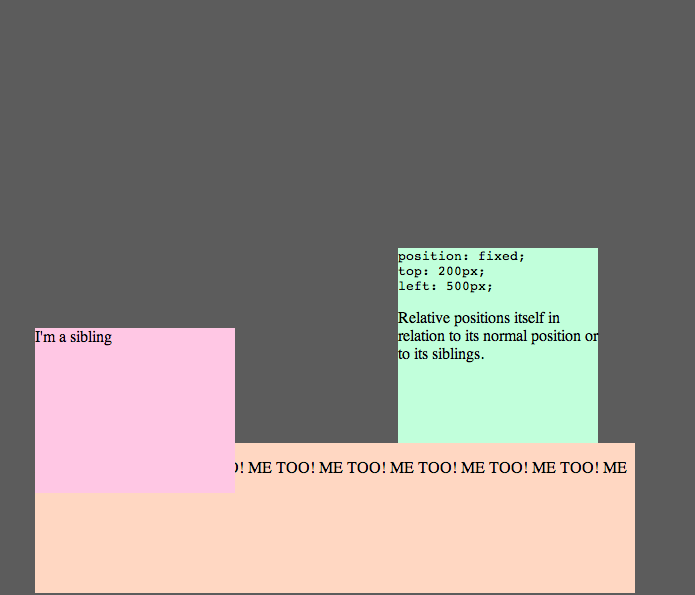 position: fixed;
top: 200px;
left: 500px;
Relative positions itself in
relation to its normal position or
to its siblings.
I'm a sibling
! ME TOO! ME TOO! ME TOO! ME TOO! ME TOO! ME